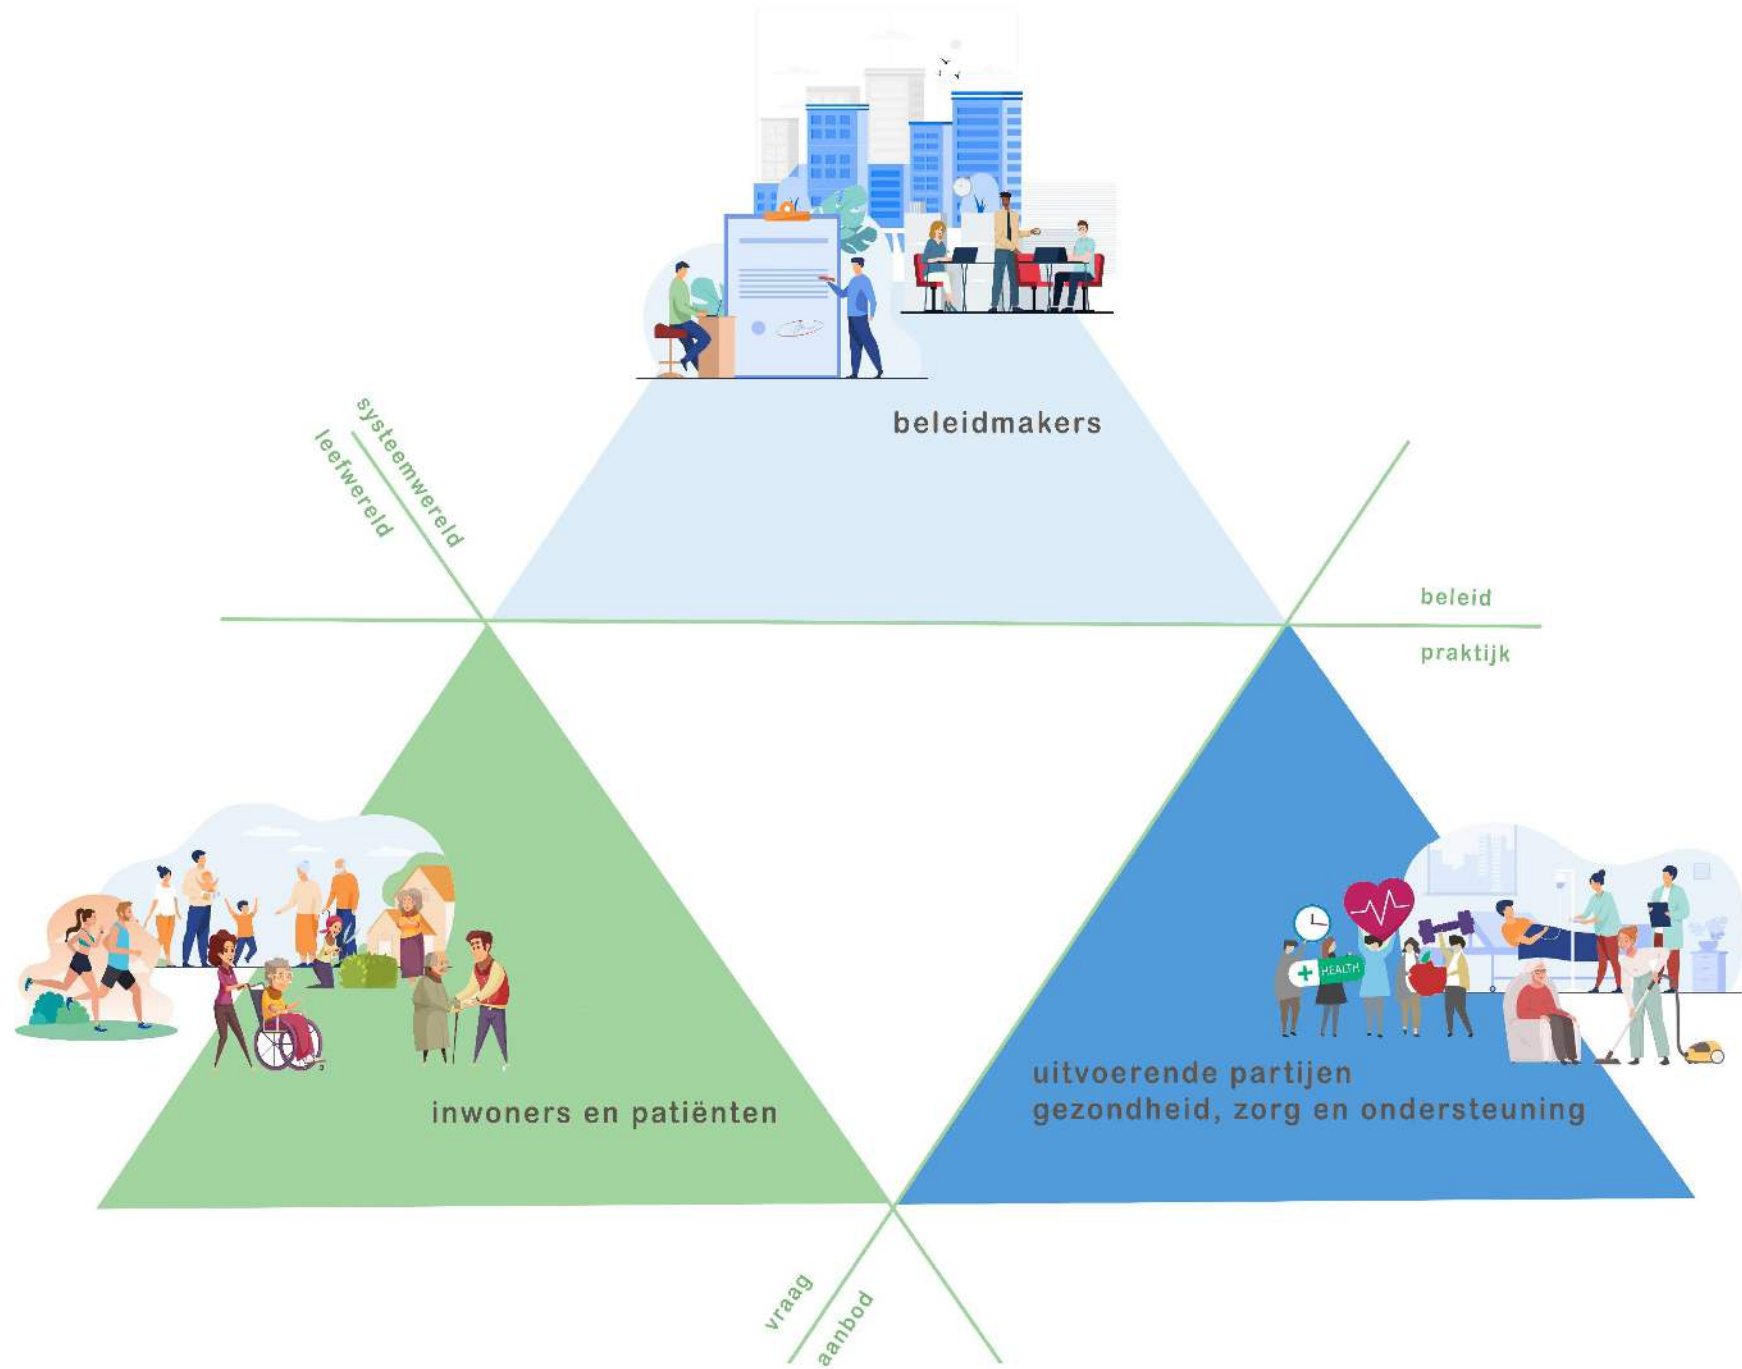 beleidmakers
systeemwereld
leefwereld
beleid
praktijk
HEALTH
uitvoerende partijen
gezondheid, zorg en ondersteuning
inwoners en patiënten
vraag
aanbod